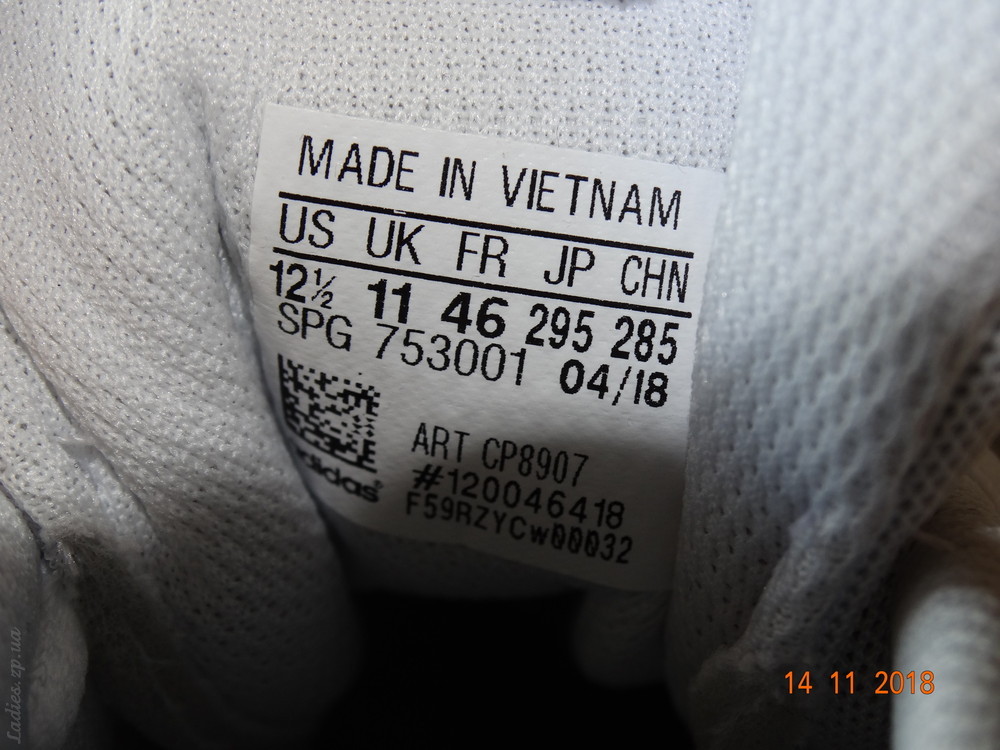 MADE IN VIETNAM
US UK FR JP CHN
12½ 11 46 295 285
SPG 753001 04/18
ART CP8907
#120046418
F59RZYCW00032
adidas
14 11 2018
Ladies.zp.ua